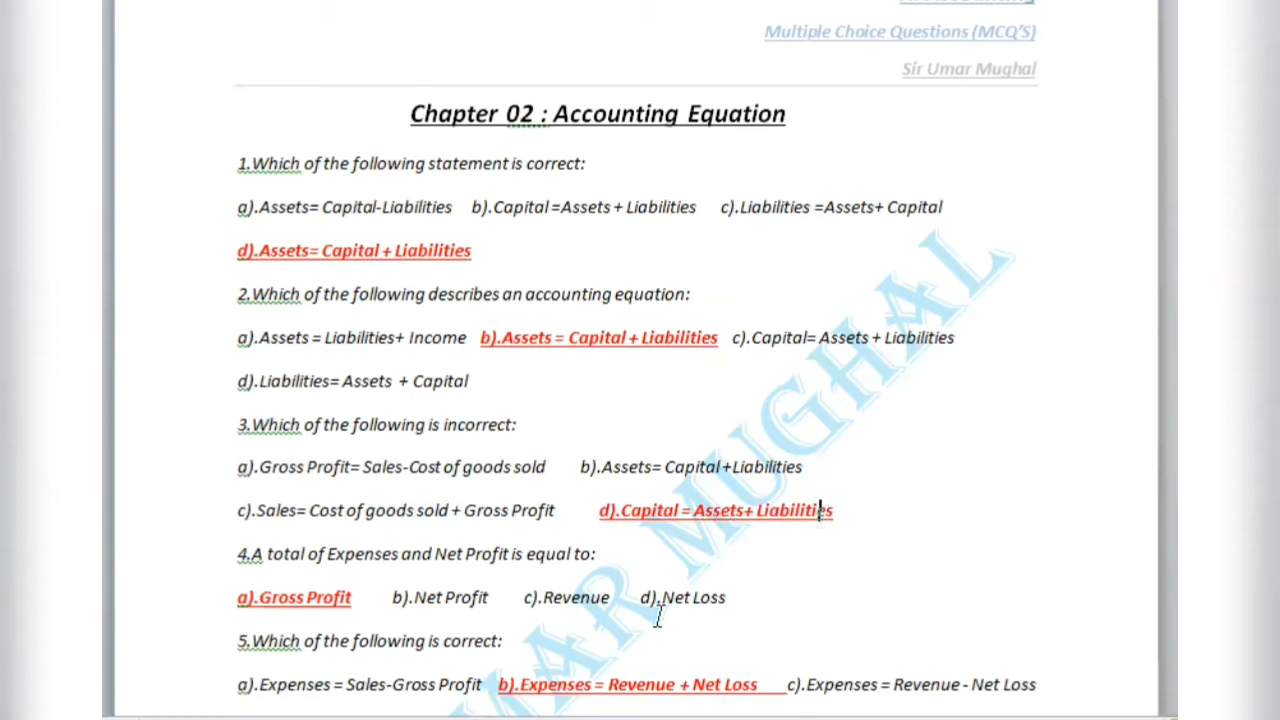 Multiple Choice Questions (MCQ'S)
Sir Umar Mughal
Chapter 02 : Accounting Equation
1.Which of the following statement is correct:
a).Assets= Capital-Liabilities b).Capital =Assets + Liabilities c).Liabilities =Assets+ Capital
d).Assets= Capital + Liabilities
2.Which of the following describes an accounting equation:
a).Assets = Liabilities+ Income b).Assets = Capital + Liabilities c).Capital= Assets + Liabilities
d).Liabilities= Assets + Capital
3.Which of the following is incorrect:
a).Gross Profit= Sales-Cost of goods sold b).Assets= Capital +Liabilities
c).Sales= Cost of goods sold + Gross Profit d).Capital = Assets+ Liabilities
4.A total of Expenses and Net Profit is equal to:
a).Gross Profit b).Net Profit c).Revenue d).Net Loss
5.Which of the following is correct:
a).Expenses = Sales-Gross Profit b).Expenses = Revenue + Net Loss c).Expenses = Revenue - Net Loss
MAR MUGHAL